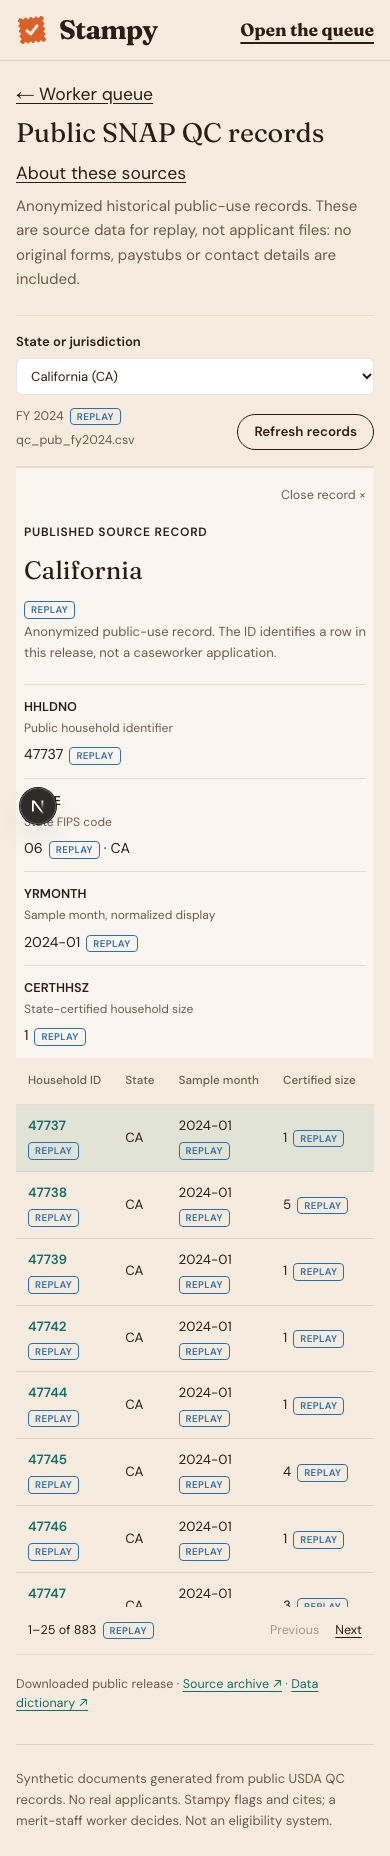 Stampy
Open the queue
← Worker queue
Public SNAP QC records
About these sources
Anonymized historical public-use records. These
are source data for replay, not applicant files: no
original forms, paystubs or contact details are
included.
State or jurisdiction
California (CA)
FY 2024 REPLAY
qc_pub_fy2024.csv
Refresh records
Close record ×
PUBLISHED SOURCE RECORD
California
REPLAY
Anonymized public-use record. The ID identifies a row in
this release, not a caseworker application.
HHLDNO
Public household identifier
47737 REPLAY
N
E
FIPS code
06 REPLAY · CA
YRMONTH
Sample month, normalized display
2024-01 REPLAY
CERTHHSZ
State-certified household size
1 REPLAY
Household ID State Sample month Certified size
47737 REPLAY CA 2024-01 REPLAY 1 REPLAY
47738 REPLAY CA 2024-01 REPLAY 5 REPLAY
47739 REPLAY CA 2024-01 REPLAY 1 REPLAY
47742 REPLAY CA 2024-01 REPLAY 1 REPLAY
47744 REPLAY CA 2024-01 REPLAY 1 REPLAY
47745 REPLAY CA 2024-01 REPLAY 4 REPLAY
47746 REPLAY CA 2024-01 REPLAY 1 REPLAY
47747 CA 2024-01 3 REPLAY
1–25 of 883 REPLAY
Previous Next
Downloaded public release · Source archive ↗ · Data
dictionary ↗
Synthetic documents generated from public USDA QC
records. No real applicants. Stampy flags and cites; a
merit-staff worker decides. Not an eligibility system.